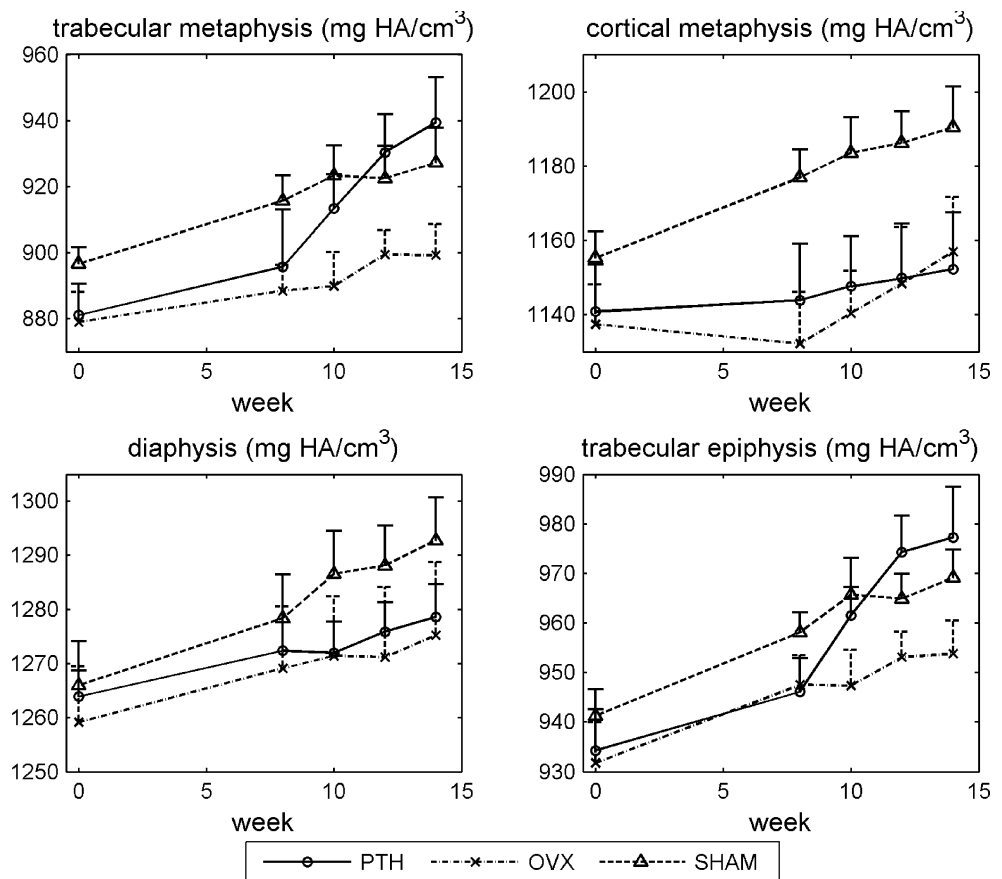 trabecular metaphysis (mg HA/cm³)
960
940
920
900
880
0 5 10 15
week
cortical metaphysis (mg HA/cm³)
1200
1180
1160
1140
0 5 10 15
week
diaphysis (mg HA/cm³)
1300
1290
1280
1270
1260
1250
0 5 10 15
week
trabecular epiphysis (mg HA/cm³)
990
980
970
960
950
940
930
0 5 10 15
week
PTH OVX SHAM